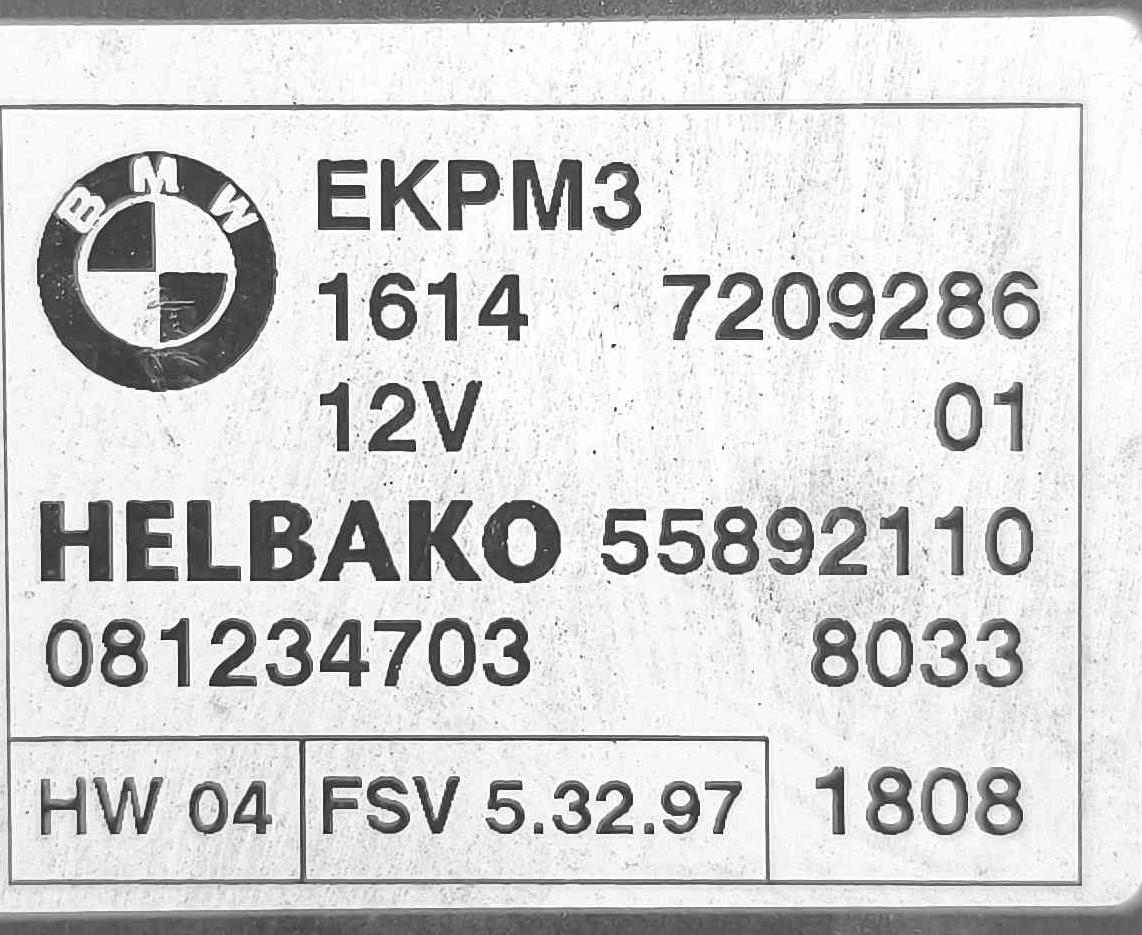 BMW
EKPM3
1614 7209286
12V 01
HELBAKO 55892110
081234703 8033
HW 04 FSV 5.32.97 1808